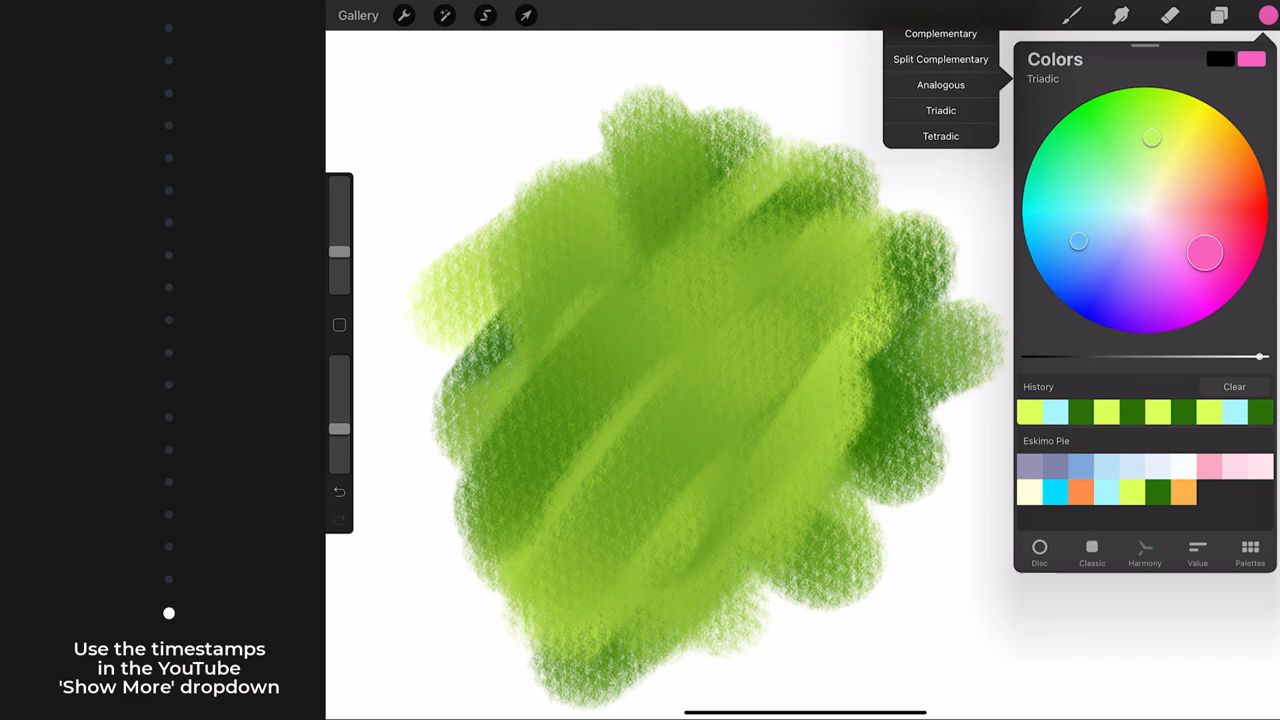 Gallery
Complementary
Split Complementary
Analogous
Triadic
Tetradic
Colors
Triadic
History
Clear
Eskimo Pie
Disc
Classic
Harmony
Value
Palettes
Use the timestamps
in the YouTube
'Show More' dropdown